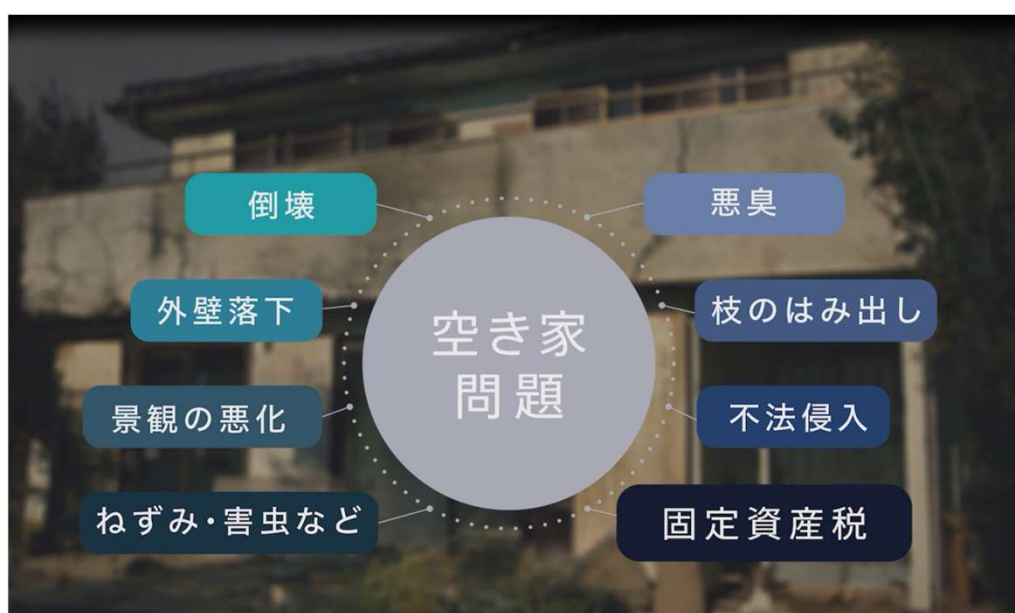 倒壊
悪臭
外壁落下
枝のはみ出し
空き家
問題
景観の悪化
不法侵入
ねずみ・害虫など
固定資産税